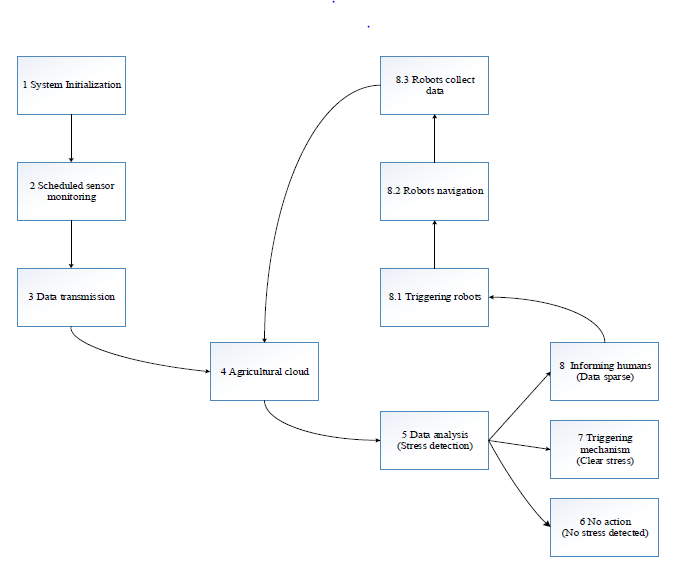 1 System Initialization
2 Scheduled sensor
monitoring
3 Data transmission
4 Agricultural cloud
5 Data analysis
(Stress detection)
6 No action
(No stress detected)
7 Triggering
mechanism
(Clear stress)
8 Informing humans
(Data sparse)
8.1 Triggering robots
8.2 Robots navigation
8.3 Robots collect
data